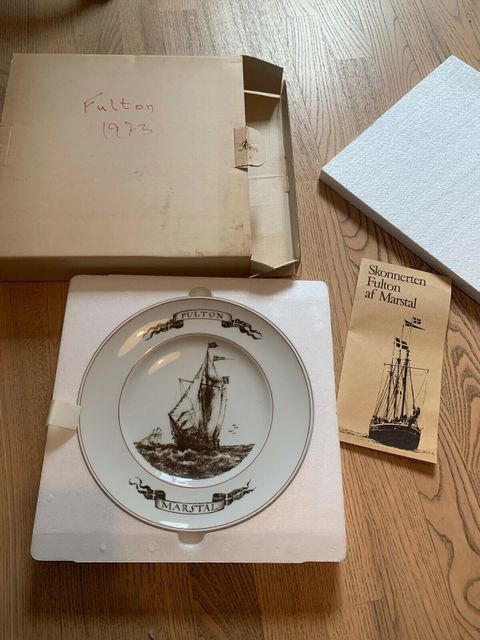 Fulton
1973
Skonnerten
Fulton
af Marstal
FULTON
MARSTAL